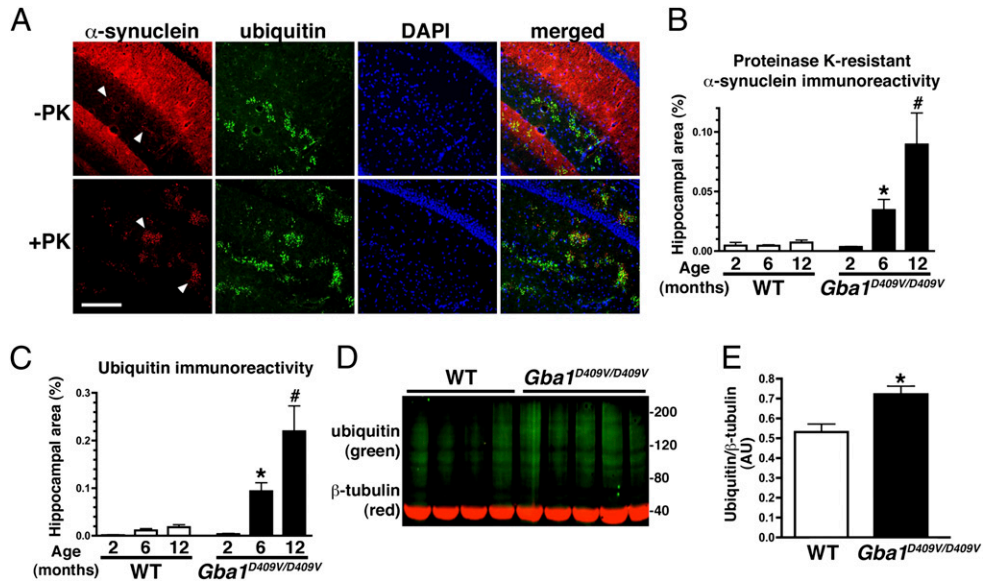 A
α-synuclein ubiquitin DAPI merged
-PK
+PK
B
Proteinase K-resistant
α-synuclein immunoreactivity
Hippocampal area (%)
0.10
0.05
0.00
*
#
Age 2 6 12 2 6 12
(months) WT Gba1D409V/D409V
C
Ubiquitin immunoreactivity
Hippocampal area (%)
0.3
0.2
0.1
0.0
*
#
Age 2 6 12 2 6 12
(months) WT Gba1D409V/D409V
D
WT Gba1D409V/D409V
ubiquitin
(green)
β-tubulin
(red)
-200
-120
-80
-40
E
Ubiquitin/β-tubulin
(AU)
0.8
0.7
0.6
0.5
0.4
0.3
0.2
0.1
0.0
*
WT Gba1D409V/D409V